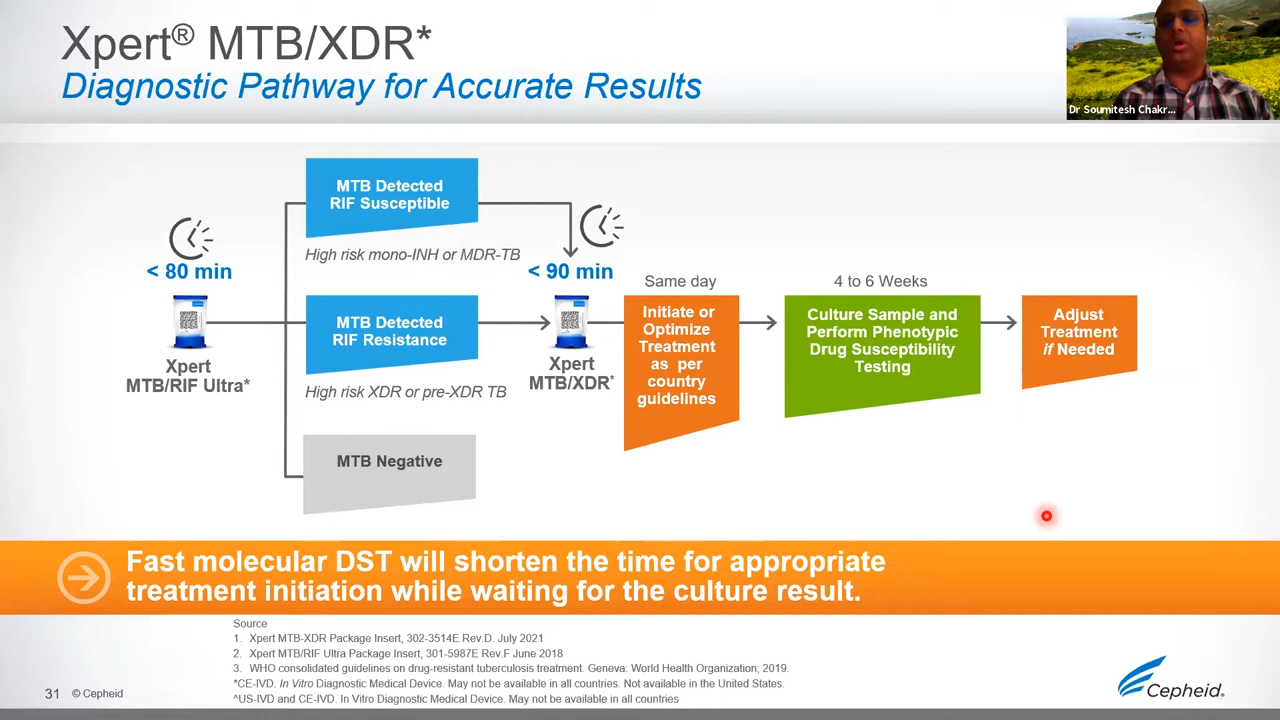 Xpert® MTB/XDR*
Diagnostic Pathway for Accurate Results
Dr Soumitesh Chakr...
< 80 min
Xpert
MTB/RIF Ultra*
MTB Detected
RIF Susceptible
High risk mono-INH or MDR-TB
MTB Detected
RIF Resistance
High risk XDR or pre-XDR TB
MTB Negative
< 90 min
Xpert
MTB/XDR*
Same day
Initiate or
Optimize
Treatment
as per
country
guidelines
4 to 6 Weeks
Culture Sample and
Perform Phenotypic
Drug Susceptibility
Testing
Adjust
Treatment
if Needed
Fast molecular DST will shorten the time for appropriate
treatment initiation while waiting for the culture result.
Source
1. Xpert MTB-XDR Package Insert, 302-3514E Rev.D. July 2021
2. Xpert MTB/RIF Ultra Package Insert, 301-5987E Rev.F June 2018
3. WHO consolidated guidelines on drug-resistant tuberculosis treatment. Geneva: World Health Organization; 2019.
*CE-IVD. In Vitro Diagnostic Medical Device. May not be available in all countries. Not available in the United States.
^US-IVD and CE-IVD. In Vitro Diagnostic Medical Device. May not be available in all countries
31 © Cepheid
Cepheid.